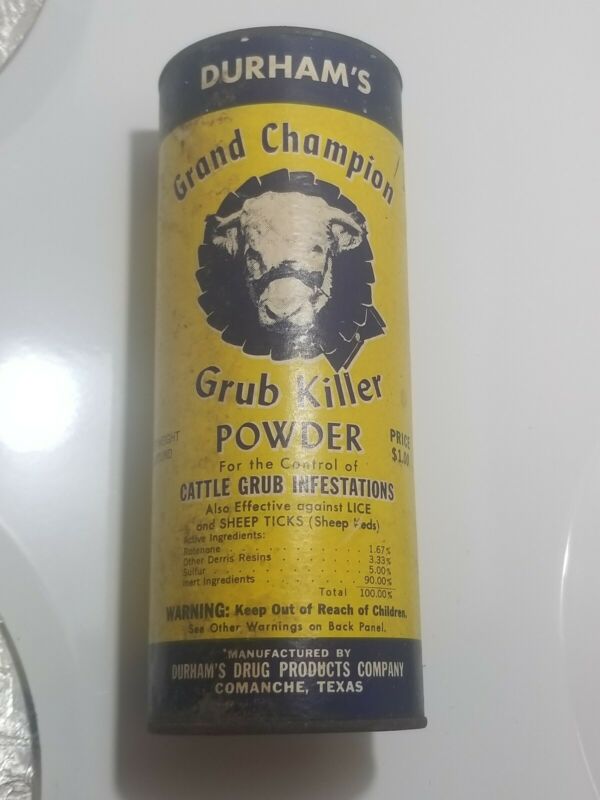 DURHAM'S
Grand Champion
Grub Killer
POWDER
PRICE
$1.00
For the Control of
CATTLE GRUB INFESTATIONS
Also Effective against LICE
and SHEEP TICKS (Sheep Keds)
Active Ingredients:
Rotenone . . . . . . . . . . 1.67%
Other Derris Resins . . . . . . . 3.33%
Sulfur . . . . . . . . . . . 5.00%
Inert Ingredients . . . . . . . . 90.00%
Total 100.00%
WARNING: Keep Out of Reach of Children.
See Other Warnings on Back Panel.
MANUFACTURED BY
DURHAM'S DRUG PRODUCTS COMPANY
COMANCHE, TEXAS